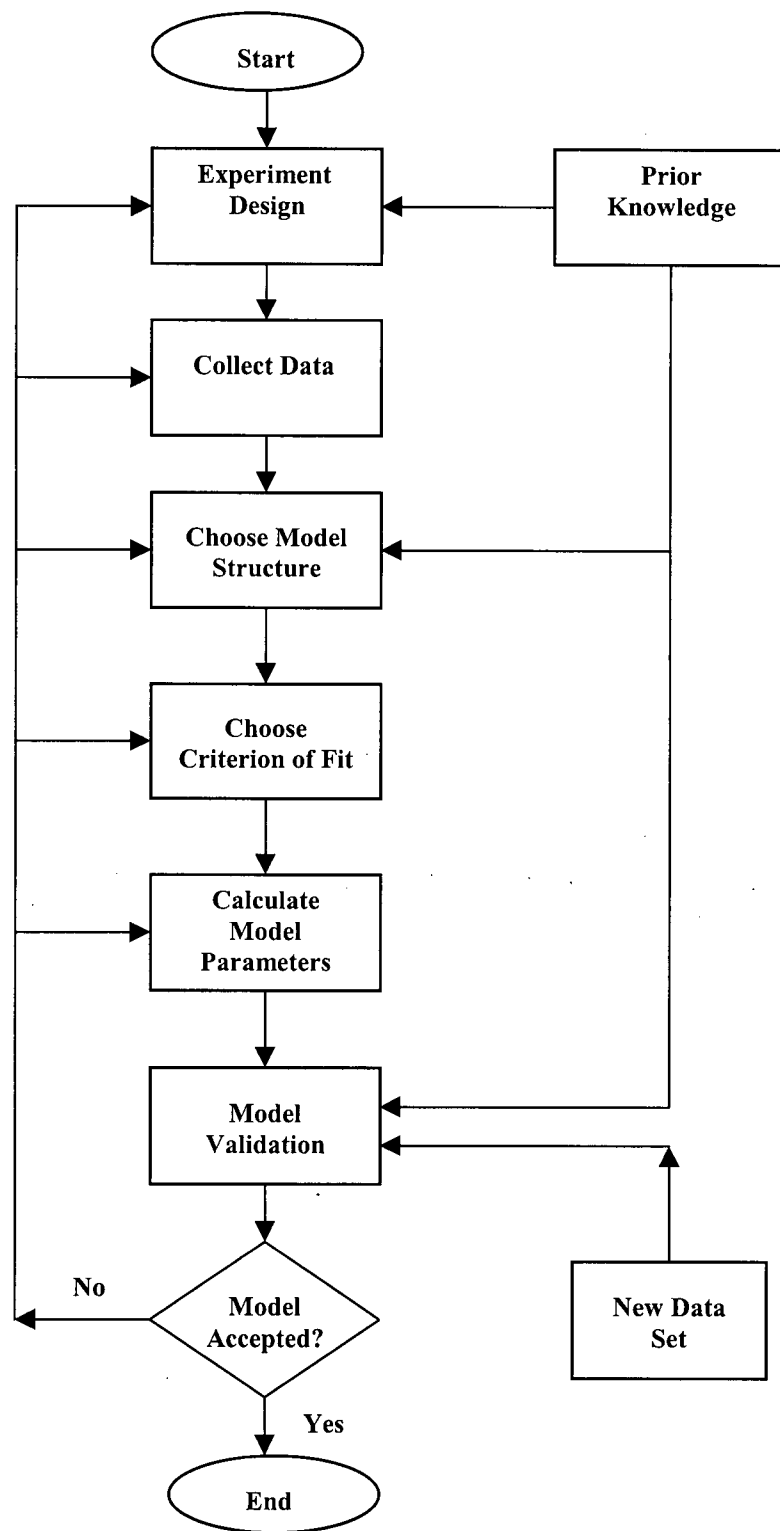 Start
Experiment
Design
Prior
Knowledge
Collect Data
Choose Model
Structure
Choose
Criterion of Fit
Calculate
Model
Parameters
Model
Validation
No
Model
Accepted?
New Data
Set
Yes
End